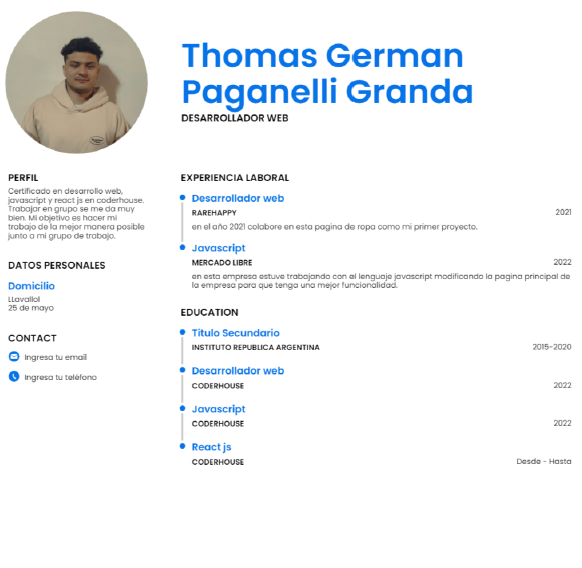 Thomas German
Paganelli Granda
DESARROLLADOR WEB
PERFIL
Certificado en desarrollo web,
javascript y react js en coderhouse.
Trabajar en grupo se me da muy
bien. Mi objetivo es hacer mi
trabajo de la mejor manera posible
junto a mi grupo de trabajo.
DATOS PERSONALES
Domicilio
LLavallol
25 de mayo
CONTACT
Ingresa tu email
Ingresa tu teléfono
EXPERIENCIA LABORAL
Desarrollador web
RAREHAPPY 2021
en el año 2021 colabore en esta pagina de ropa como mi primer proyecto.
Javascript
MERCADO LIBRE 2022
en esta empresa estuve trabajando con el lenguaje javascript modificando la pagina principal de
la empresa para que tenga una mejor funcionalidad.
EDUCATION
Título Secundario
INSTITUTO REPUBLICA ARGENTINA 2015-2020
Desarrollador web
CODERHOUSE 2022
Javascript
CODERHOUSE 2022
React js
CODERHOUSE Desde - Hasta